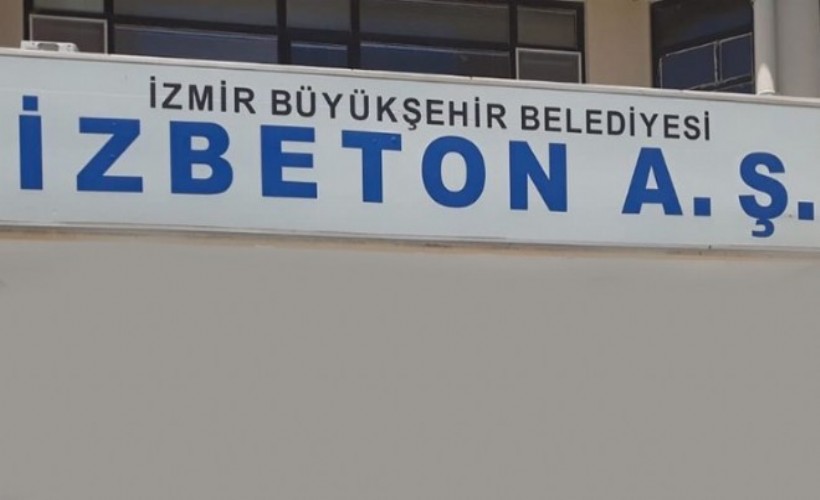 İZMİR BÜYÜKŞEHİR BELEDİYESİ
İZBETON A.Ş.